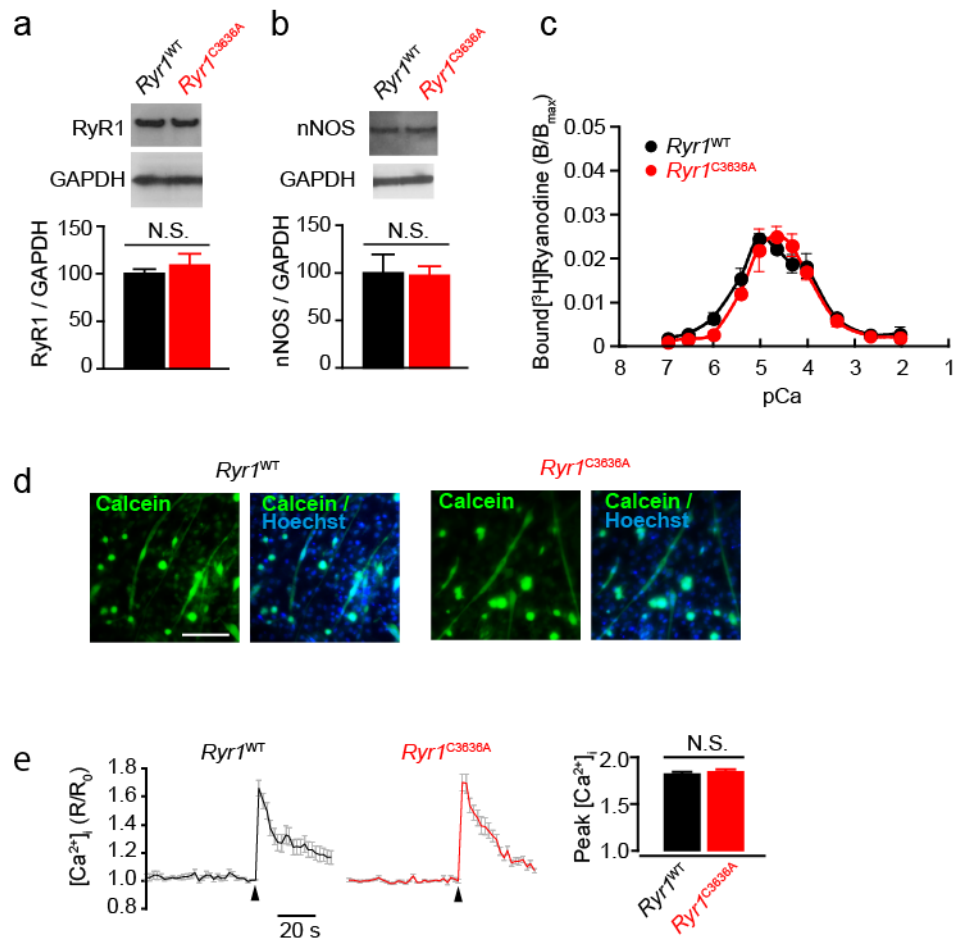 a
Ryr1WT
Ryr1C3636A
RyR1
GAPDH
N.S.
150
100
50
0
RyR1 / GAPDH
b
Ryr1WT
Ryr1C3636A
nNOS
GAPDH
N.S.
150
100
50
0
nNOS / GAPDH
c
Bound[³H]Ryanodine (B/Bmax)
0.05
0.04
0.03
0.02
0.01
0
Ryr1WT
Ryr1C3636A
8 7 6 5 4 3 2 1
pCa
d
Ryr1WT
Ryr1C3636A
Calcein
Calcein /
Hoechst
Calcein
Calcein /
Hoechst
e
Ryr1WT
Ryr1C3636A
[Ca²⁺]i (R/R0)
1.8
1.6
1.4
1.2
1.0
0.8
20 s
N.S.
Peak [Ca²⁺]i
2.0
1.5
1.0
Ryr1WT
Ryr1C3636A